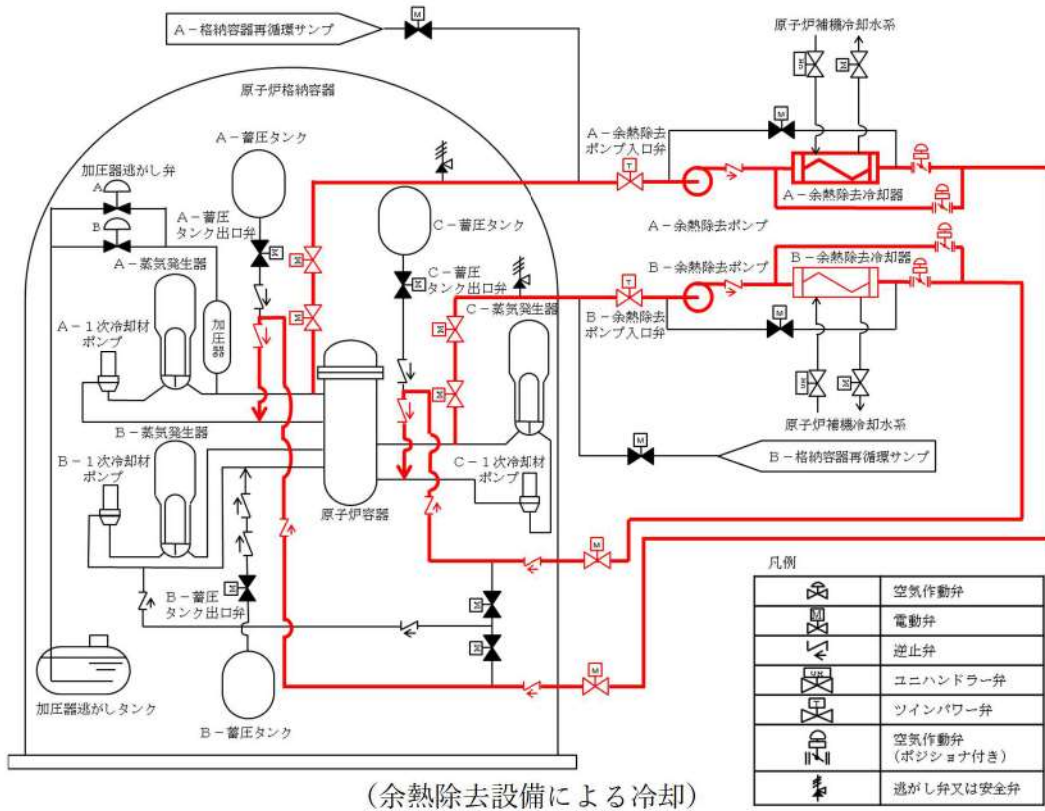 M
A-格納容器再循環サンプ
原子炉補機冷却水系
原子炉格納容器
UN
M
M
A-余熱除去
ポンプ入口弁
A-蓄圧タンク
加圧器逃がし弁
A
T
A-余熱除去冷却器
A-蓄圧
タンク出口弁
C-蓄圧タンク
A-余熱除去ポンプ
B
M
M
B-余熱除去ポンプ
B-余熱除去冷却器
A-蒸気発生器
C-蓄圧
タンク出口弁
M
T
C-蒸気発生器
B-余熱除去
ポンプ入口弁
M
A-1次冷却材
ポンプ
加圧器
M
M
M
UN
M
原子炉補機冷却水系
B-蒸気発生器
M
B-格納容器再循環サンプ
B-1次冷却材
ポンプ
C-1次冷却材
ポンプ
原子炉容器
M
凡例
空気作動弁
M
電動弁
M
B-蓄圧
タンク出口弁
M
逆止弁
UN
ユニハンドラー弁
M
M
T
ツインパワー弁
加圧器逃がしタンク
B-蓄圧タンク
空気作動弁
(ポジショナ付き)
逃がし弁又は安全弁
(余熱除去設備による冷却)